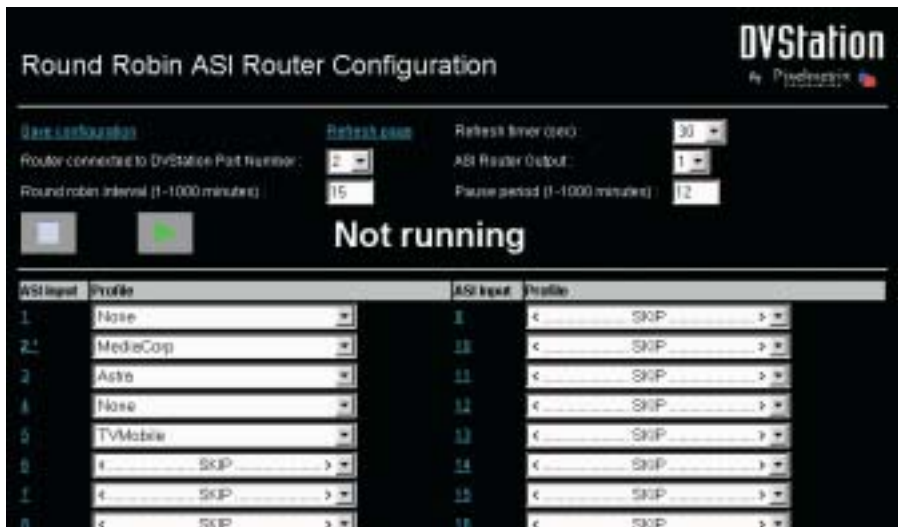 DVStation
Round Robin ASI Router Configuration
By Pixelmetrix
Save configuration Refresh page Refresh timer (sec) : 30
Router connected to DVStation Port Number : 2 ASI Router Output : 1
Round robin interval (1-1000 minutes) : 15 Pause period (1-1000 minutes) : 12
Not running
ASI Input Profile ASI Input Profile
1 None 9 <.................SKIP.................>
2 * MediaCorp 10 <.................SKIP.................>
3 Astra 11 <.................SKIP.................>
4 None 12 <.................SKIP.................>
5 TVMobile 13 <.................SKIP.................>
6 <.................SKIP.................> 14 <.................SKIP.................>
7 <.................SKIP.................> 15 <.................SKIP.................>
8 <.................SKIP.................> 16 <.................SKIP.................>